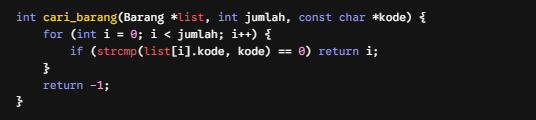 int cari_barang(Barang *list, int jumlah, const char *kode) {
    for (int i = 0; i < jumlah; i++) {
        if (strcmp(list[i].kode, kode) == 0) return i;
    }
    return -1;
}